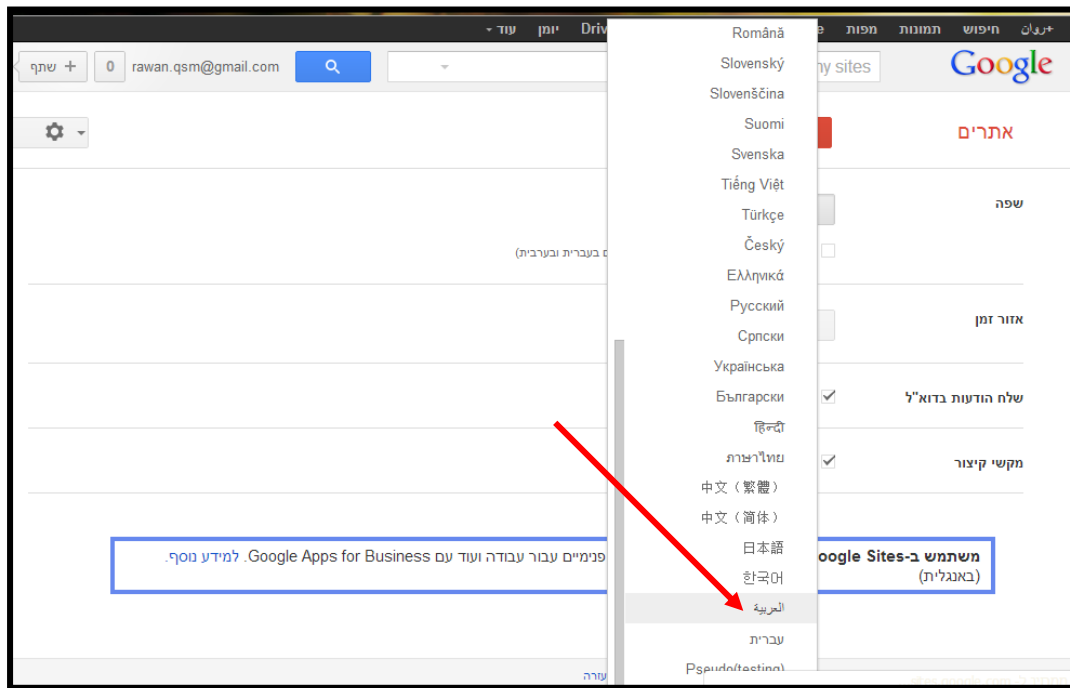 +روان חיפוש תמונות מפות e Driv יומן עוד
Google my sites rawan.qsm@gmail.com 0 + שתף
אתרים
שפה
ם בעברית ובערבית)
אזור זמן
שלח הודעות בדוא"ל
מקשי קיצור
Română
Slovenský
Slovenščina
Suomi
Svenska
Tiếng Việt
Türkçe
Český
Ελληνικά
Русский
Српски
Українська
Български
हिन्दी
ภาษาไทย
中文（繁體）
中文（简体）
日本語
한국어
العربية
עברית
Pseudo(testing)
משתמש ב-oogle Sites פנימיים עבור עבודה ועוד עם Google Apps for Business. למידע נוסף.
(באנגלית)
עזרה